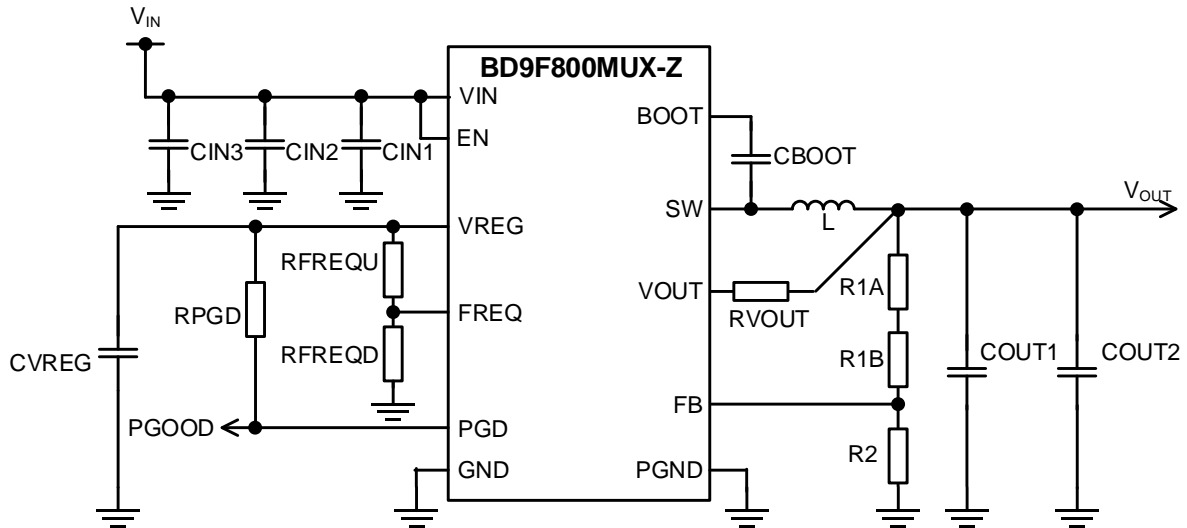 VIN
BD9F800MUX-Z
VIN
BOOT
EN
CIN3
CIN2
CIN1
CBOOT
VOUT
SW
L
VREG
RFREQU
R1A
VOUT
RVOUT
RPGD
FREQ
RFREQD
R1B
COUT1
COUT2
CVREG
FB
PGOOD
PGD
R2
GND
PGND